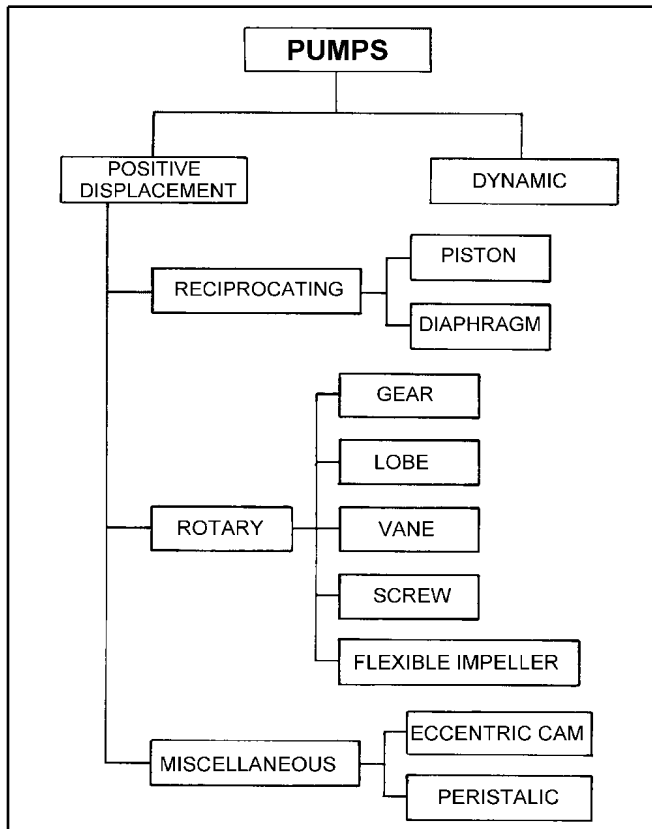 PUMPS
POSITIVE
DISPLACEMENT
DYNAMIC
RECIPROCATING
PISTON
DIAPHRAGM
ROTARY
GEAR
LOBE
VANE
SCREW
FLEXIBLE IMPELLER
MISCELLANEOUS
ECCENTRIC CAM
PERISTALIC